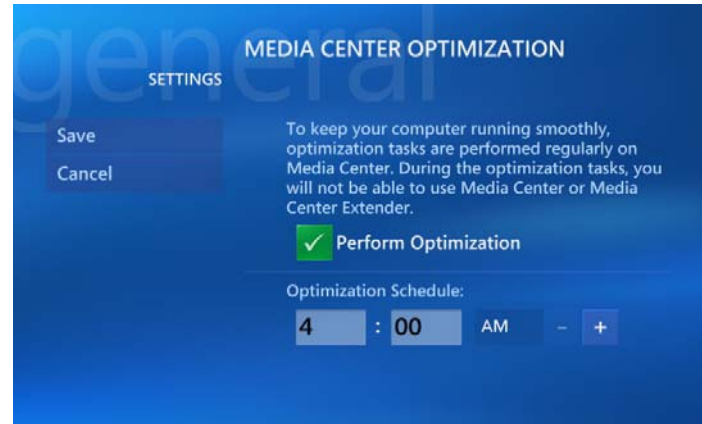 general
MEDIA CENTER OPTIMIZATION
SETTINGS
Save
Cancel
To keep your computer running smoothly,
optimization tasks are performed regularly on
Media Center. During the optimization tasks, you
will not be able to use Media Center or Media
Center Extender.
Perform Optimization
Optimization Schedule:
4 : 00 AM - +